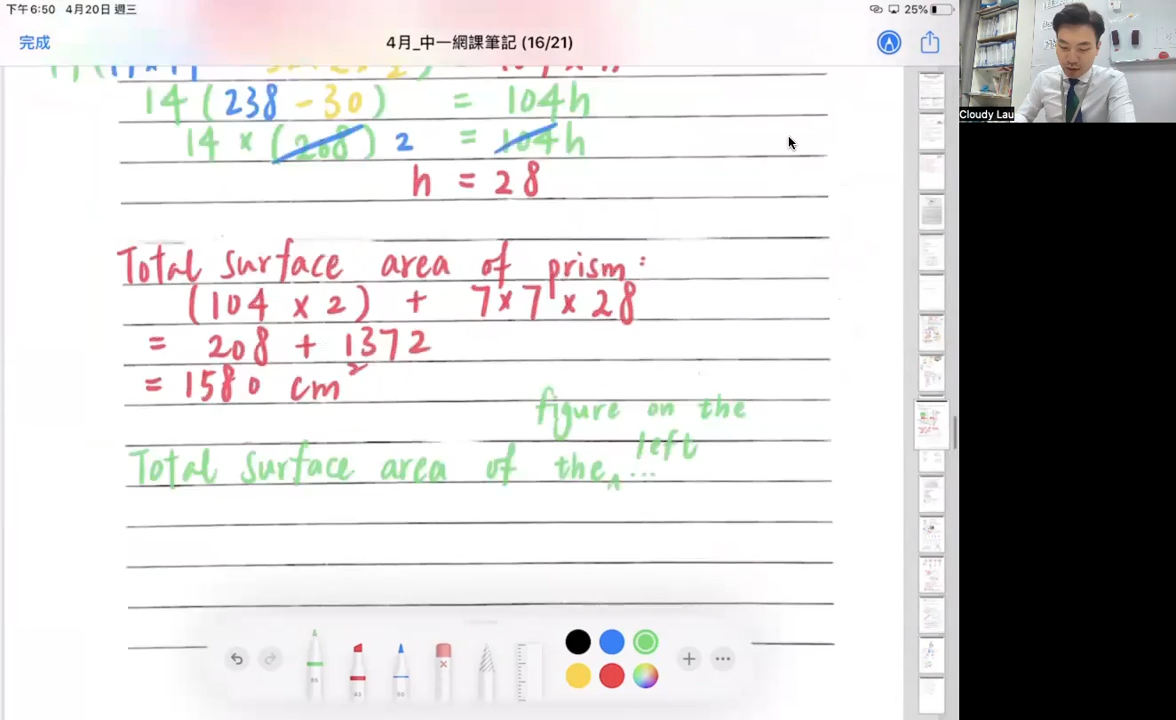 下午6:50 4月20日 週三
25%
完成
4月_中一網課筆記 (16/21)
Cloudy Lau
14 ( 238 - 30 ) = 104h
14 × (208) 2 = 104h
h = 28
Total surface area of prism :
(104 × 2) + 7×7 × 28
= 208 + 1372
= 1580 cm²
figure on the
left
Total surface area of the ^ ...